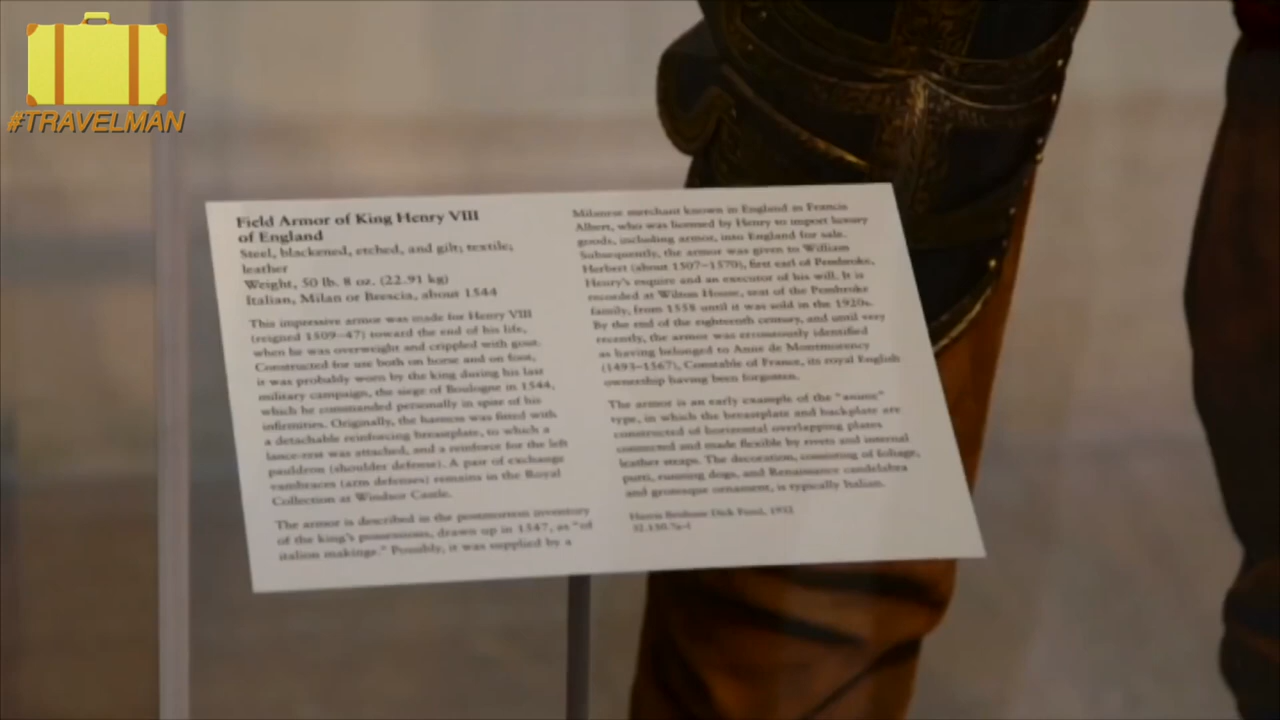 #TRAVELMAN
Field Armor of King Henry VIII
of England
Steel, blackened, etched, and gilt; textile;
leather
Weight, 50 lb. 8 oz. (22.91 kg)
Italian, Milan or Brescia, about 1544
This impressive armor was made for Henry VIII
(reigned 1509–47) toward the end of his life,
when he was overweight and crippled with gout.
Constructed for use both on horse and on foot,
it was probably worn by the king during his last
military campaign, the siege of Boulogne in 1544,
which he commanded personally in spite of his
infirmities. Originally, the harness was fitted with
a detachable reinforcing breastplate, to which a
lance-rest was attached, and a reinforce for the left
pauldron (shoulder defense). A pair of exchange
vambraces (arm defenses) remains in the Royal
Collection at Windsor Castle.
The armor is described in the postmortem inventory
of the king's possessions, drawn up in 1547, as "of
italion makinge." Possibly, it was supplied by a
Milanese merchant known in England as Francis
Albert, who was licensed by Henry to import luxury
goods, including armor, into England for sale.
Subsequently, the armor was given to William
Herbert (about 1507–1570), first earl of Pembroke,
Henry's esquire and an executor of his will. It is
recorded at Wilton House, seat of the Pembroke
family, from 1558 until it was sold in the 1920s.
By the end of the eighteenth century, and until very
recently, the armor was erroneously identified
as having belonged to Anne de Montmorency
(1493–1567), Constable of France, its royal English
ownership having been forgotten.
The armor is an early example of the "anime"
type, in which the breastplate and backplate are
constructed of horizontal overlapping plates
connected and made flexible by rivets and internal
leather straps. The decoration, consisting of foliage,
putti, running dogs, and Renaissance candelabra
and grotesque ornament, is typically Italian.
Harris Brisbane Dick Fund, 1932
32.130.7a–l